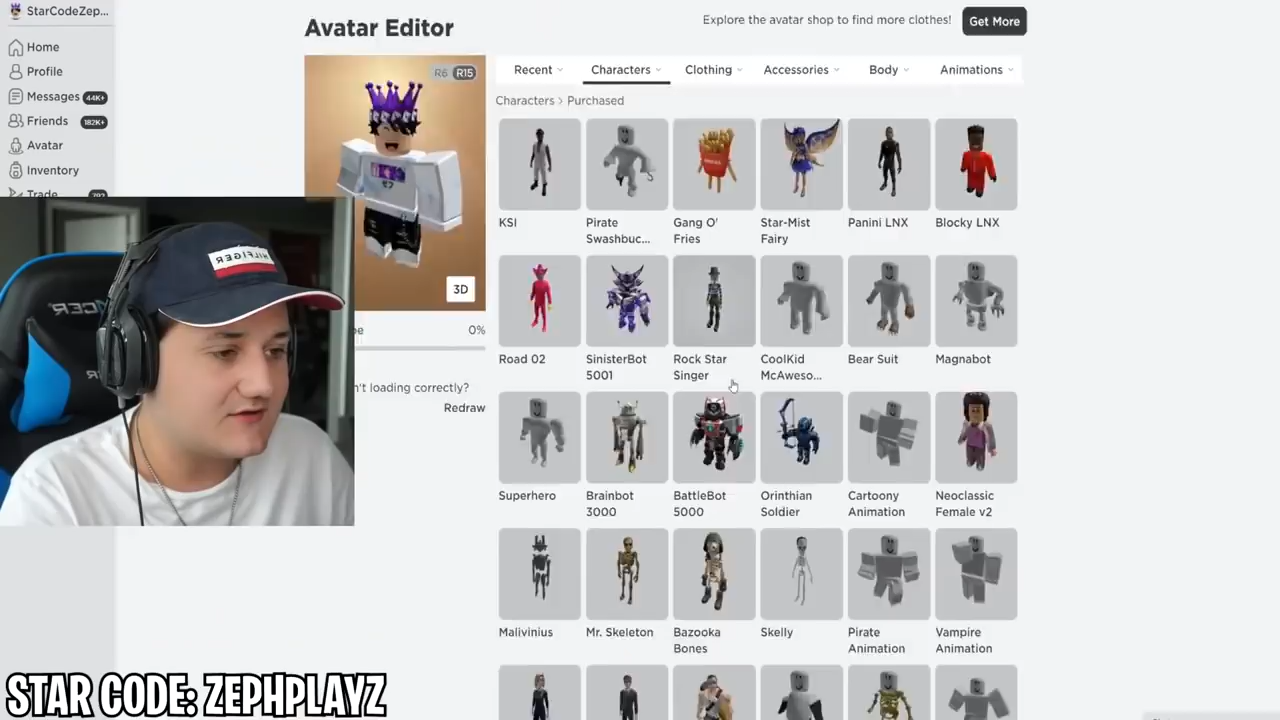 StarCodeZep...
Home
Profile
Messages 44K+
Friends 182K+
Avatar
Inventory
Trade 792
Avatar Editor
Explore the avatar shop to find more clothes!
Get More
R6 R15
3D
0%
n't loading correctly?
Redraw
Recent
Characters
Clothing
Accessories
Body
Animations
Characters > Purchased
KSI
Pirate
Swashbuc...
Gang O'
Fries
Star-Mist
Fairy
Panini LNX
Blocky LNX
Road 02
SinisterBot
5001
Rock Star
Singer
CoolKid
McAweso...
Bear Suit
Magnabot
Superhero
Brainbot
3000
BattleBot
5000
Orinthian
Soldier
Cartoony
Animation
Neoclassic
Female v2
Malivinius
Mr. Skeleton
Bazooka
Bones
Skelly
Pirate
Animation
Vampire
Animation
HILFIGER
STAR CODE: ZEPHPLAYZ